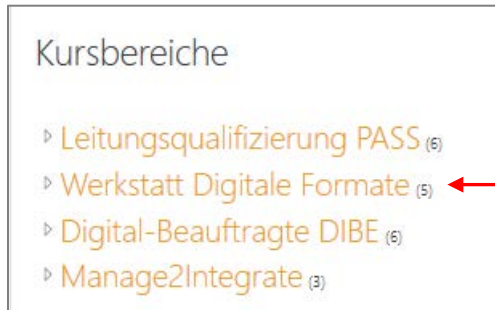 Kursbereiche
Leitungsqualifizierung PASS (6)
Werkstatt Digitale Formate (5)
Digital-Beauftragte DIBE (6)
Manage2Integrate (3)